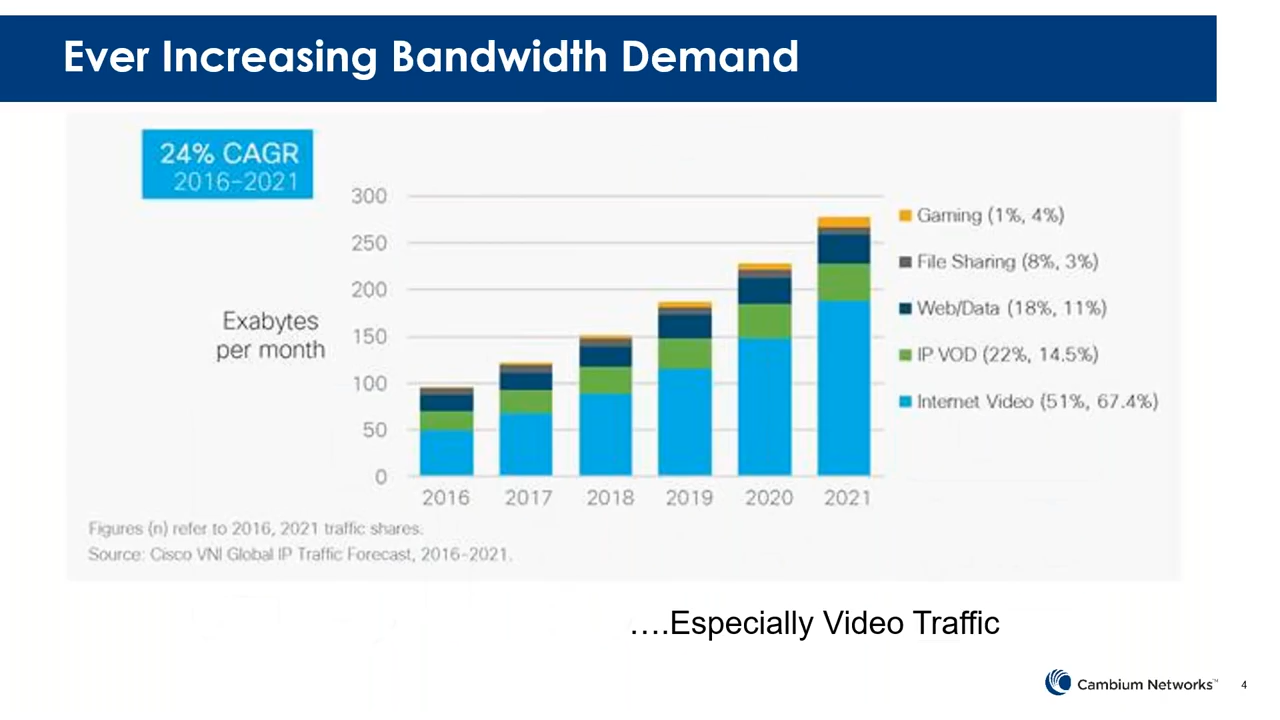 Ever Increasing Bandwidth Demand
24% CAGR
2016–2021
300
250
200
150
100
50
0
Exabytes
per month
2016 2017 2018 2019 2020 2021
Gaming (1%, 4%)
File Sharing (8%, 3%)
Web/Data (18%, 11%)
IP VOD (22%, 14.5%)
Internet Video (51%, 67.4%)
Figures (n) refer to 2016, 2021 traffic shares.
Source: Cisco VNI Global IP Traffic Forecast, 2016–2021.
….Especially Video Traffic
Cambium Networks™
4